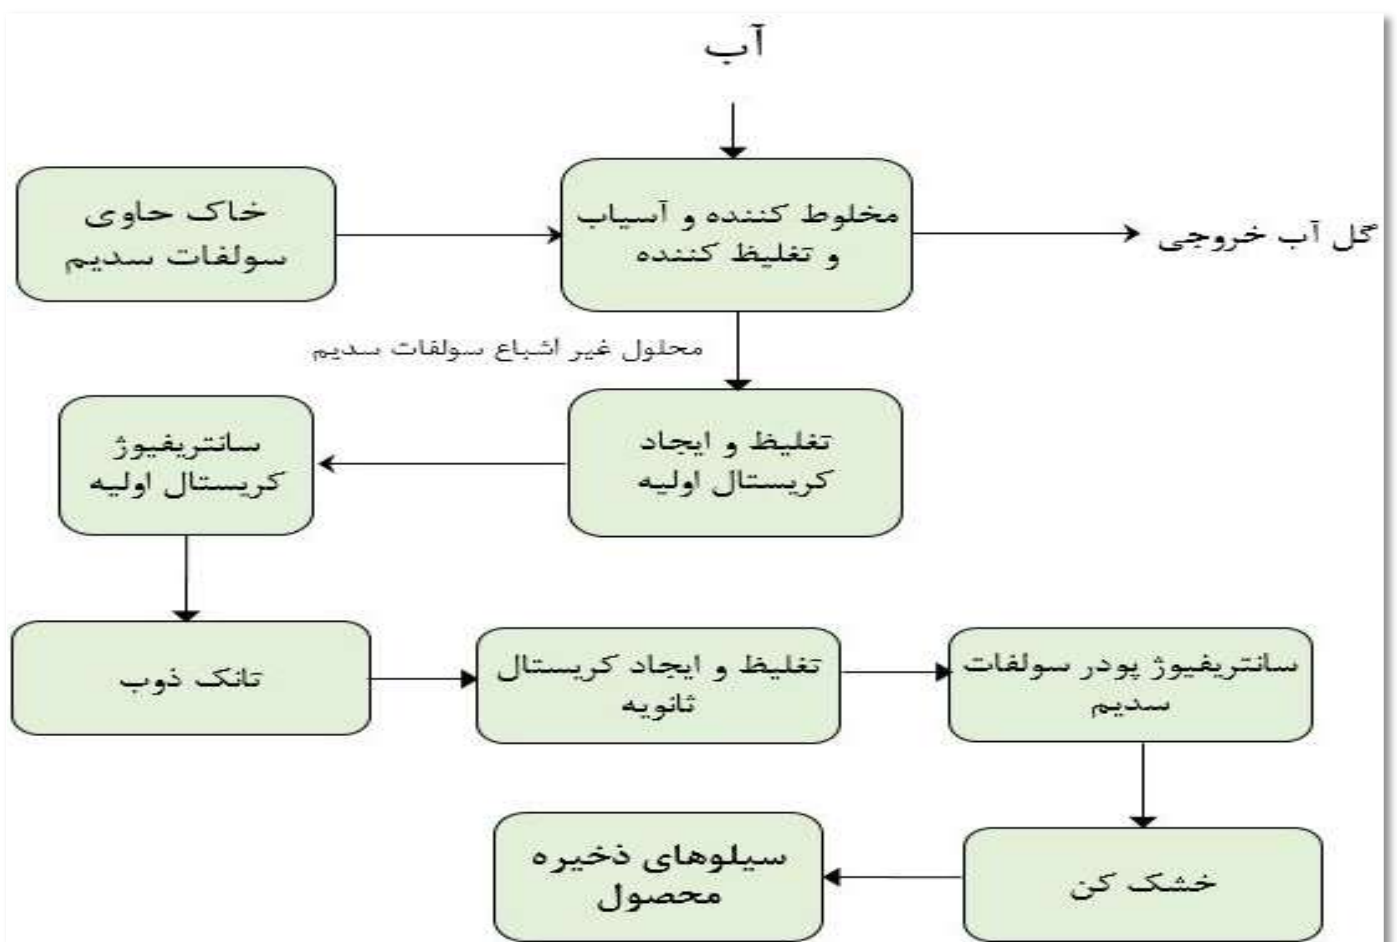 آب
خاک حاوی
سولفات سدیم
مخلوط کننده و آسیاب
و تغلیظ کننده
گل آب خروجی
محلول غیر اشباع سولفات سدیم
تغلیظ و ایجاد
کریستال اولیه
سانتریفیوژ
کریستال اولیه
تانک ذوب
تغلیظ و ایجاد کریستال
ثانویه
سانتریفیوژ پودر سولفات
سدیم
خشک کن
سیلوهای ذخیره
محصول